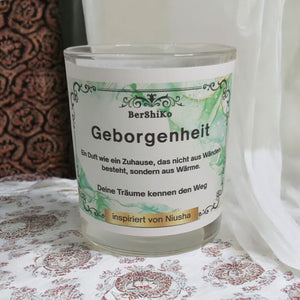 BerShiKo
Geborgenheit
Ein Duft wie ein Zuhause, das nicht aus Wänden
besteht, sondern aus Wärme.
Deine Träume kennen den Weg
inspiriert von Niusha